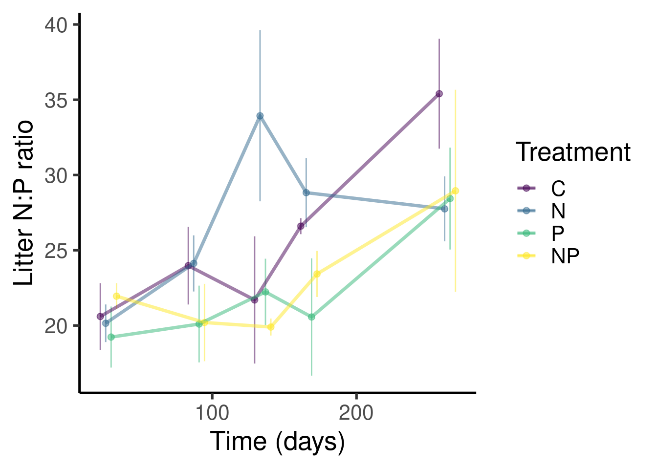 Litter N:P ratio
40
35
30
25
20
100
200
Time (days)
Treatment
C
N
P
NP